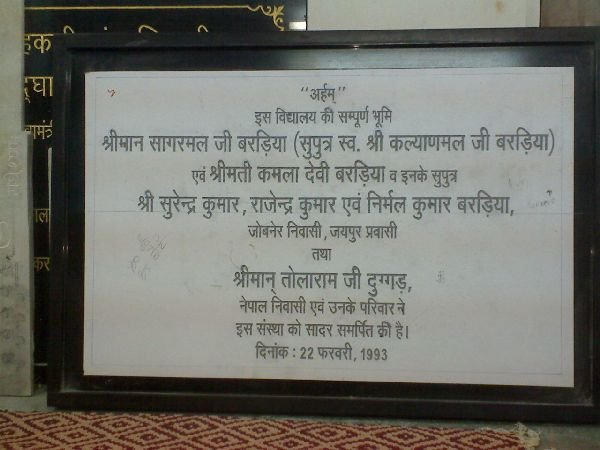 "अर्हम्"
इस विद्यालय की सम्पूर्ण भूमि
श्रीमान सागरमल जी बरड़िया (सुपुत्र स्व. श्री कल्याणमल जी बरड़िया)
एवं श्रीमती कमला देवी बरड़िया व इनके सुपुत्र
श्री सुरेन्द्र कुमार, राजेन्द्र कुमार एवं निर्मल कुमार बरड़िया,
जोबनेर निवासी, जयपुर प्रवासी
तथा
श्रीमान् तोलाराम जी दुग्गड़,
नेपाल निवासी एवं उनके परिवार ने
इस संस्था को सादर समर्पित की है।
दिनांक : 22 फरवरी, 1993